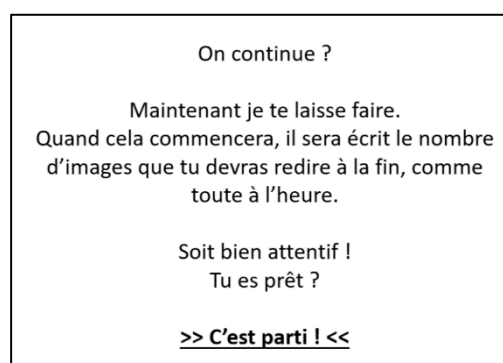 On continue ?
Maintenant je te laisse faire.
Quand cela commencera, il sera écrit le nombre
d’images que tu devras redire à la fin, comme
toute à l’heure.
Soit bien attentif !
Tu es prêt ?
>> C’est parti ! <<